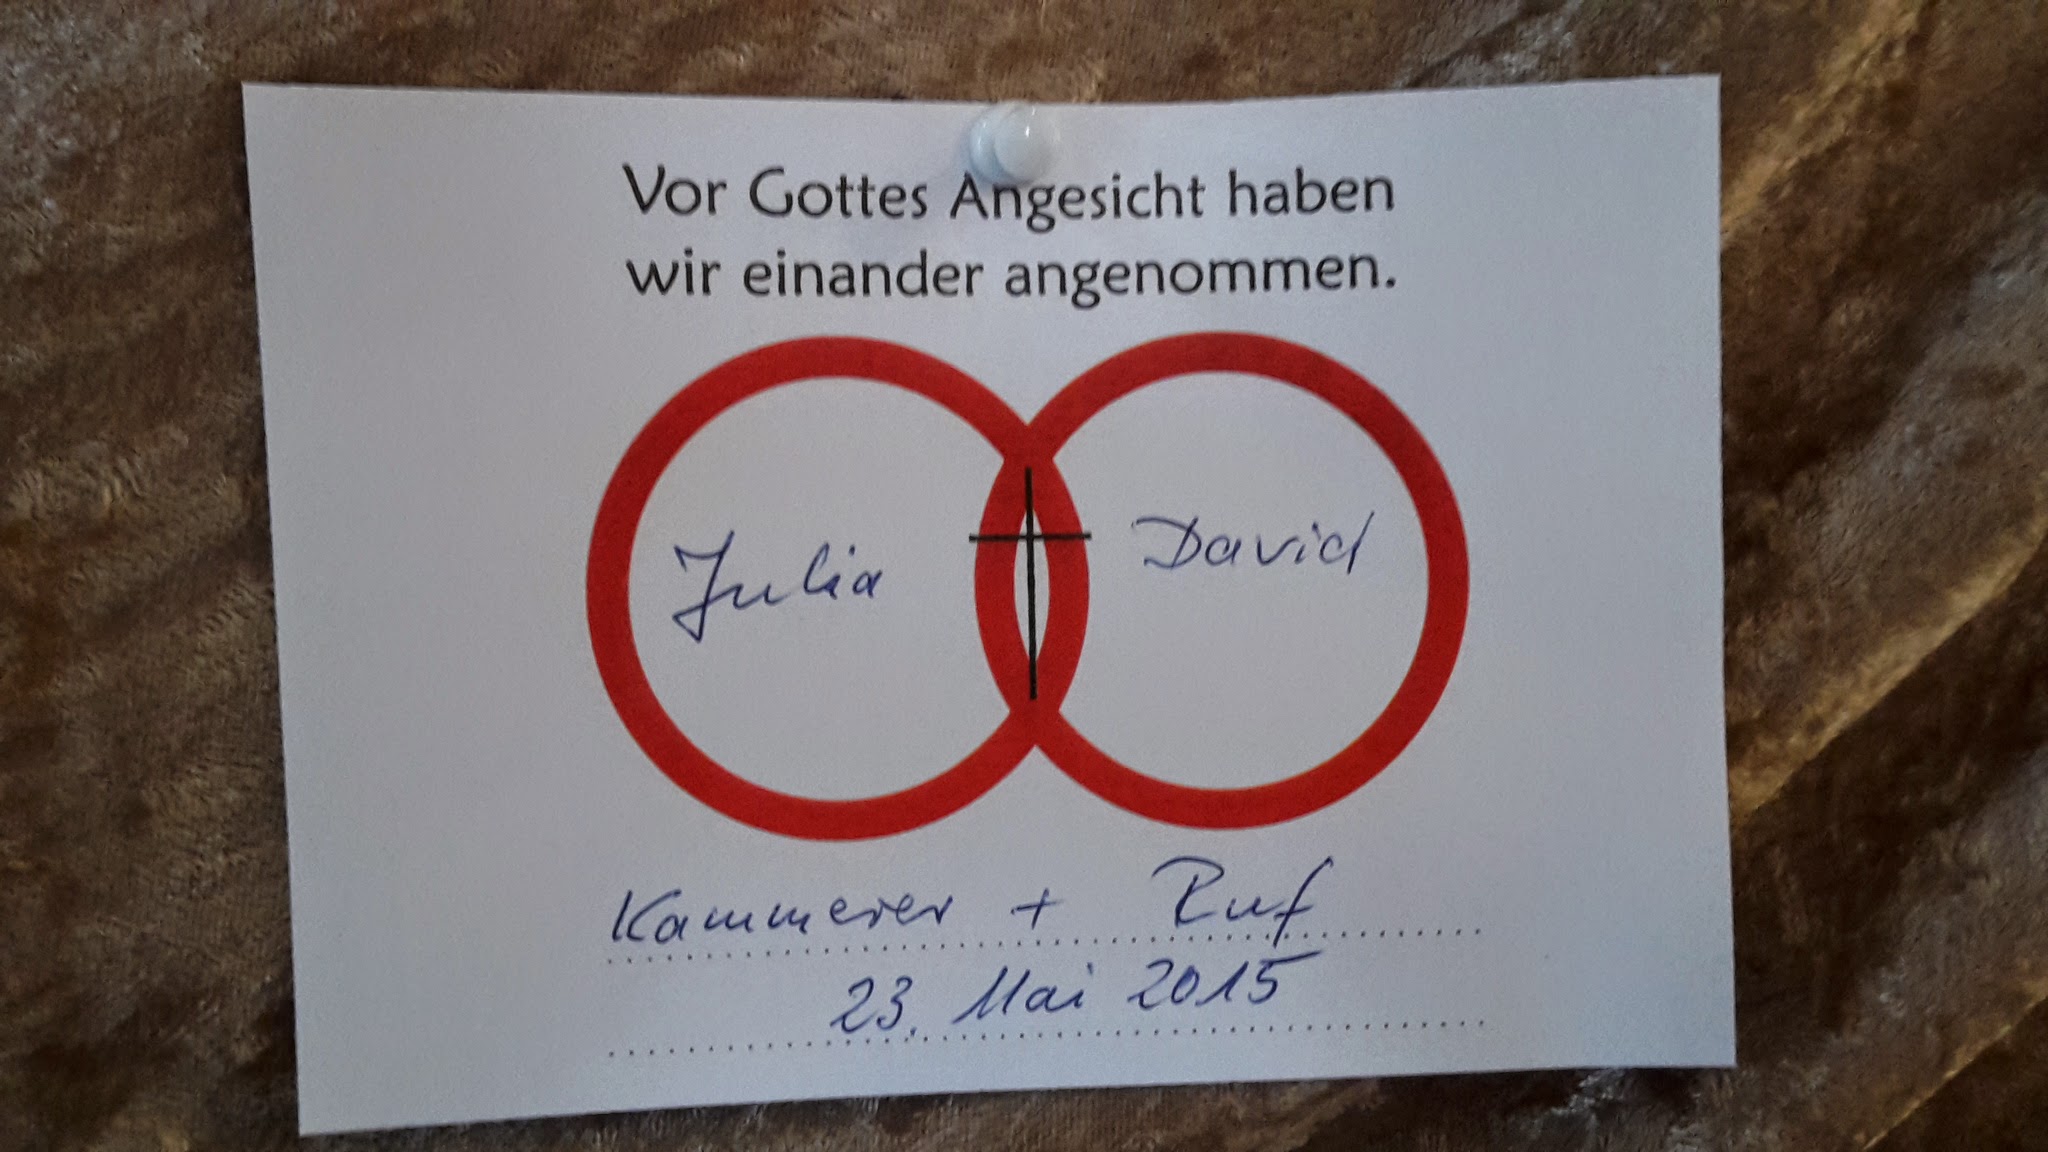 Vor Gottes Angesicht haben
wir einander angenommen.
Julia David
Kammerer + Ruf
23. Mai 2015